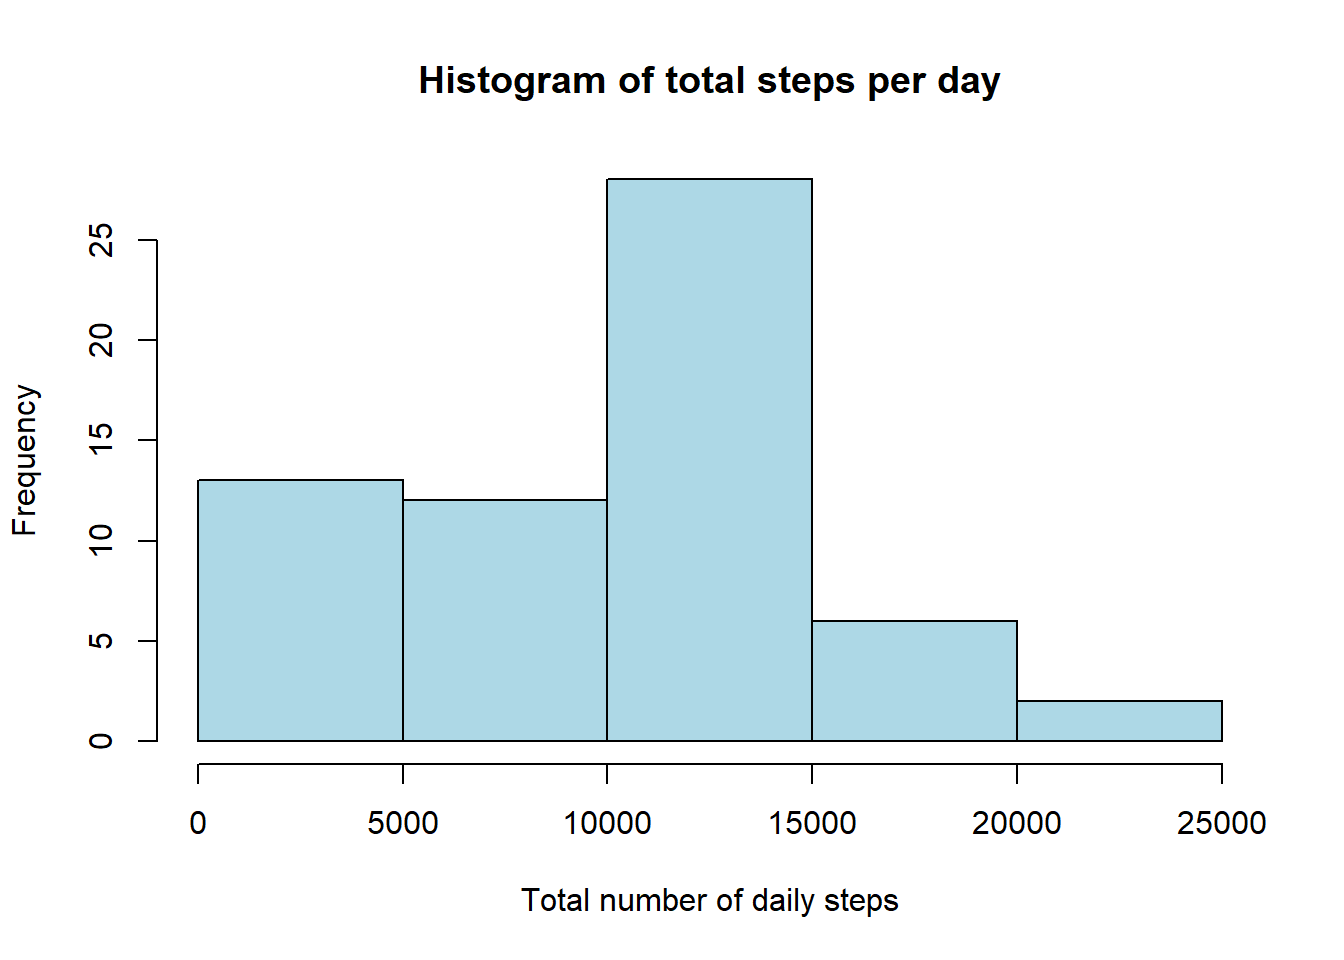 Histogram of total steps per day
Frequency
25
20
15
10
5
0
0 5000 10000 15000 20000 25000
Total number of daily steps